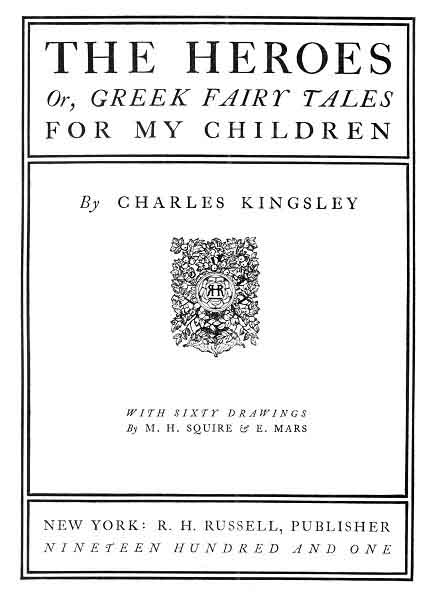 THE HEROES
Or, GREEK FAIRY TALES
FOR MY CHILDREN
By CHARLES KINGSLEY
RHR
WITH SIXTY DRAWINGS
By M. H. SQUIRE & E. MARS
NEW YORK: R. H. RUSSELL, PUBLISHER
NINETEEN HUNDRED AND ONE